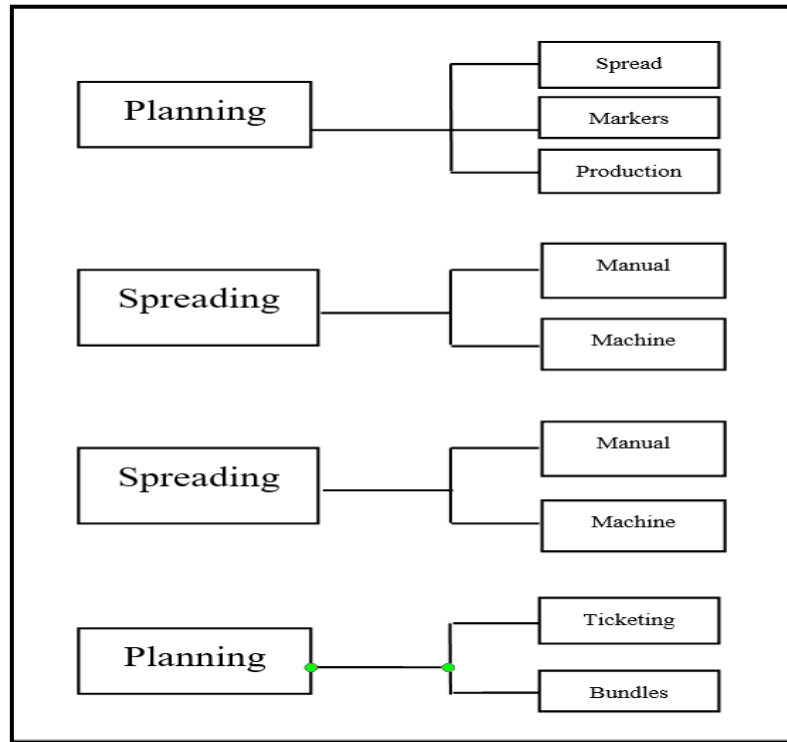 Planning
Spread
Markers
Production
Spreading
Manual
Machine
Spreading
Manual
Machine
Planning
Ticketing
Bundles